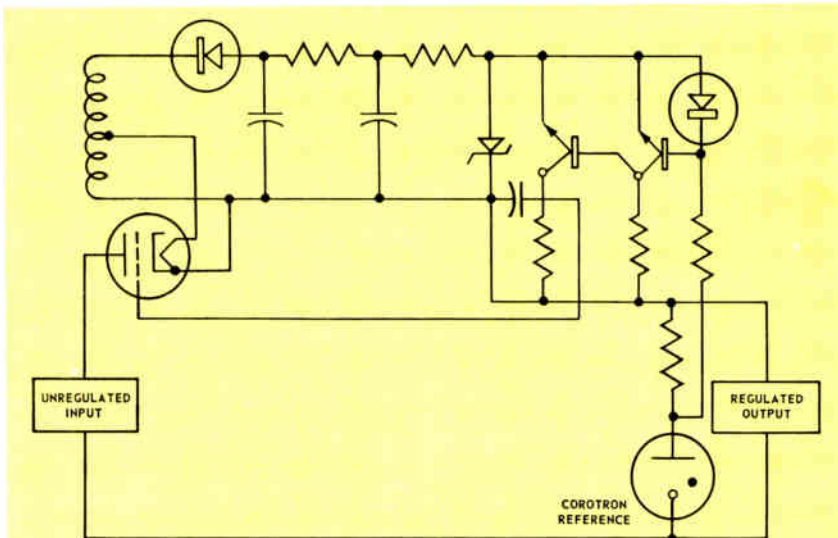 UNREGULATED
INPUT
REGULATED
OUTPUT
COROTRON
REFERENCE